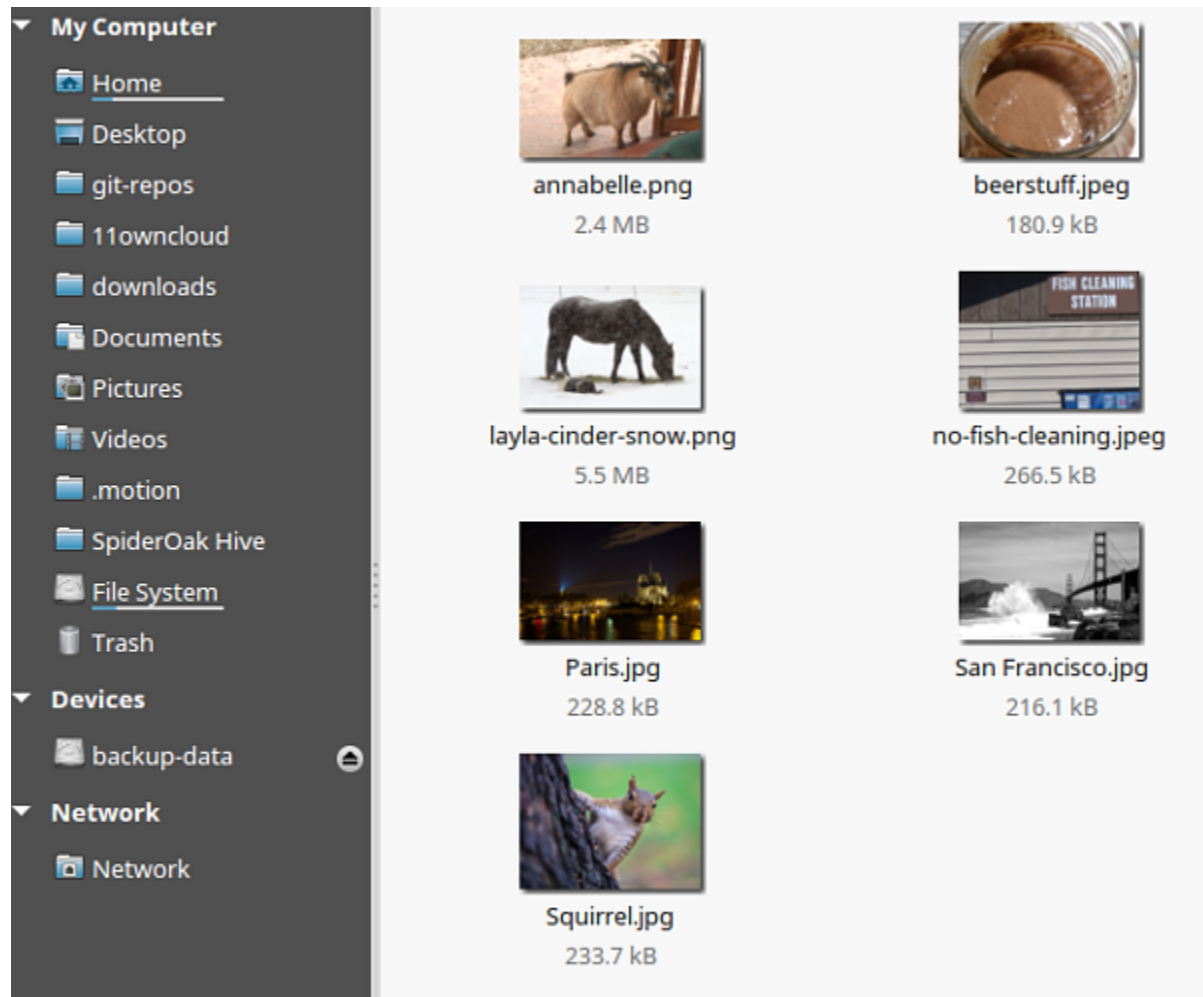 My Computer
Home
Desktop
git-repos
11owncloud
downloads
Documents
Pictures
Videos
.motion
SpiderOak Hive
File System
Trash
Devices
backup-data
Network
Network
annabelle.png
2.4 MB
beerstuff.jpeg
180.9 kB
layla-cinder-snow.png
5.5 MB
FISH CLEANING
STATION
no-fish-cleaning.jpeg
266.5 kB
Paris.jpg
228.8 kB
San Francisco.jpg
216.1 kB
Squirrel.jpg
233.7 kB